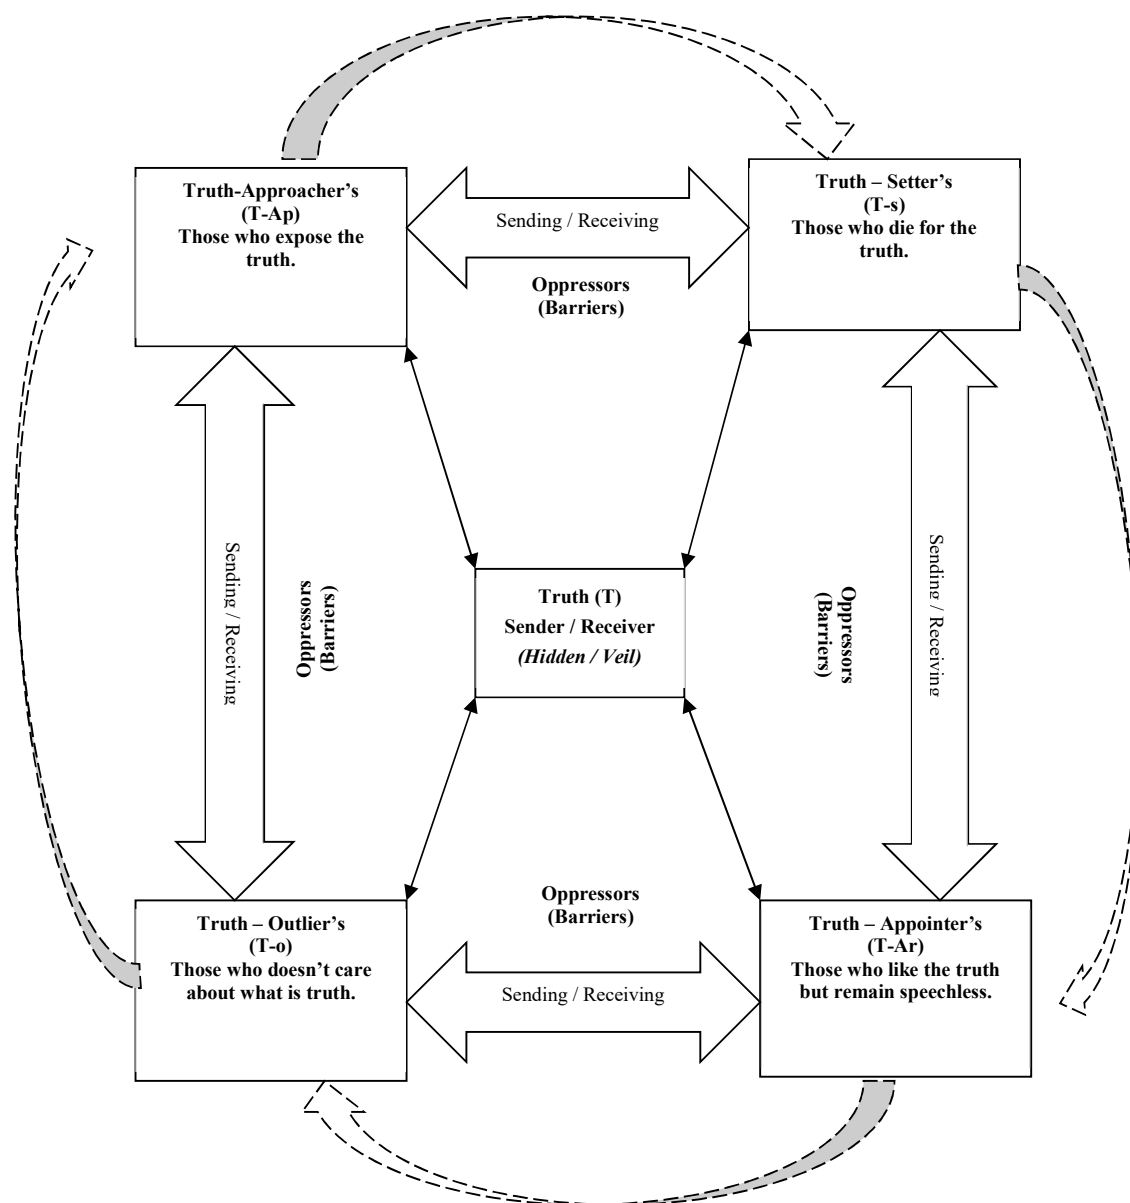 Truth-Approacher's
(T-Ap)
Those who expose the
truth.
Sending / Receiving
Oppressors
(Barriers)
Truth – Setter's
(T-s)
Those who die for the
truth.
Sending / Receiving
Oppressors
(Barriers)
Truth (T)
Sender / Receiver
(Hidden / Veil)
Oppressors
(Barriers)
Sending / Receiving
Truth – Outlier's
(T-o)
Those who doesn't care
about what is truth.
Oppressors
(Barriers)
Sending / Receiving
Truth – Appointer's
(T-Ar)
Those who like the truth
but remain speechless.